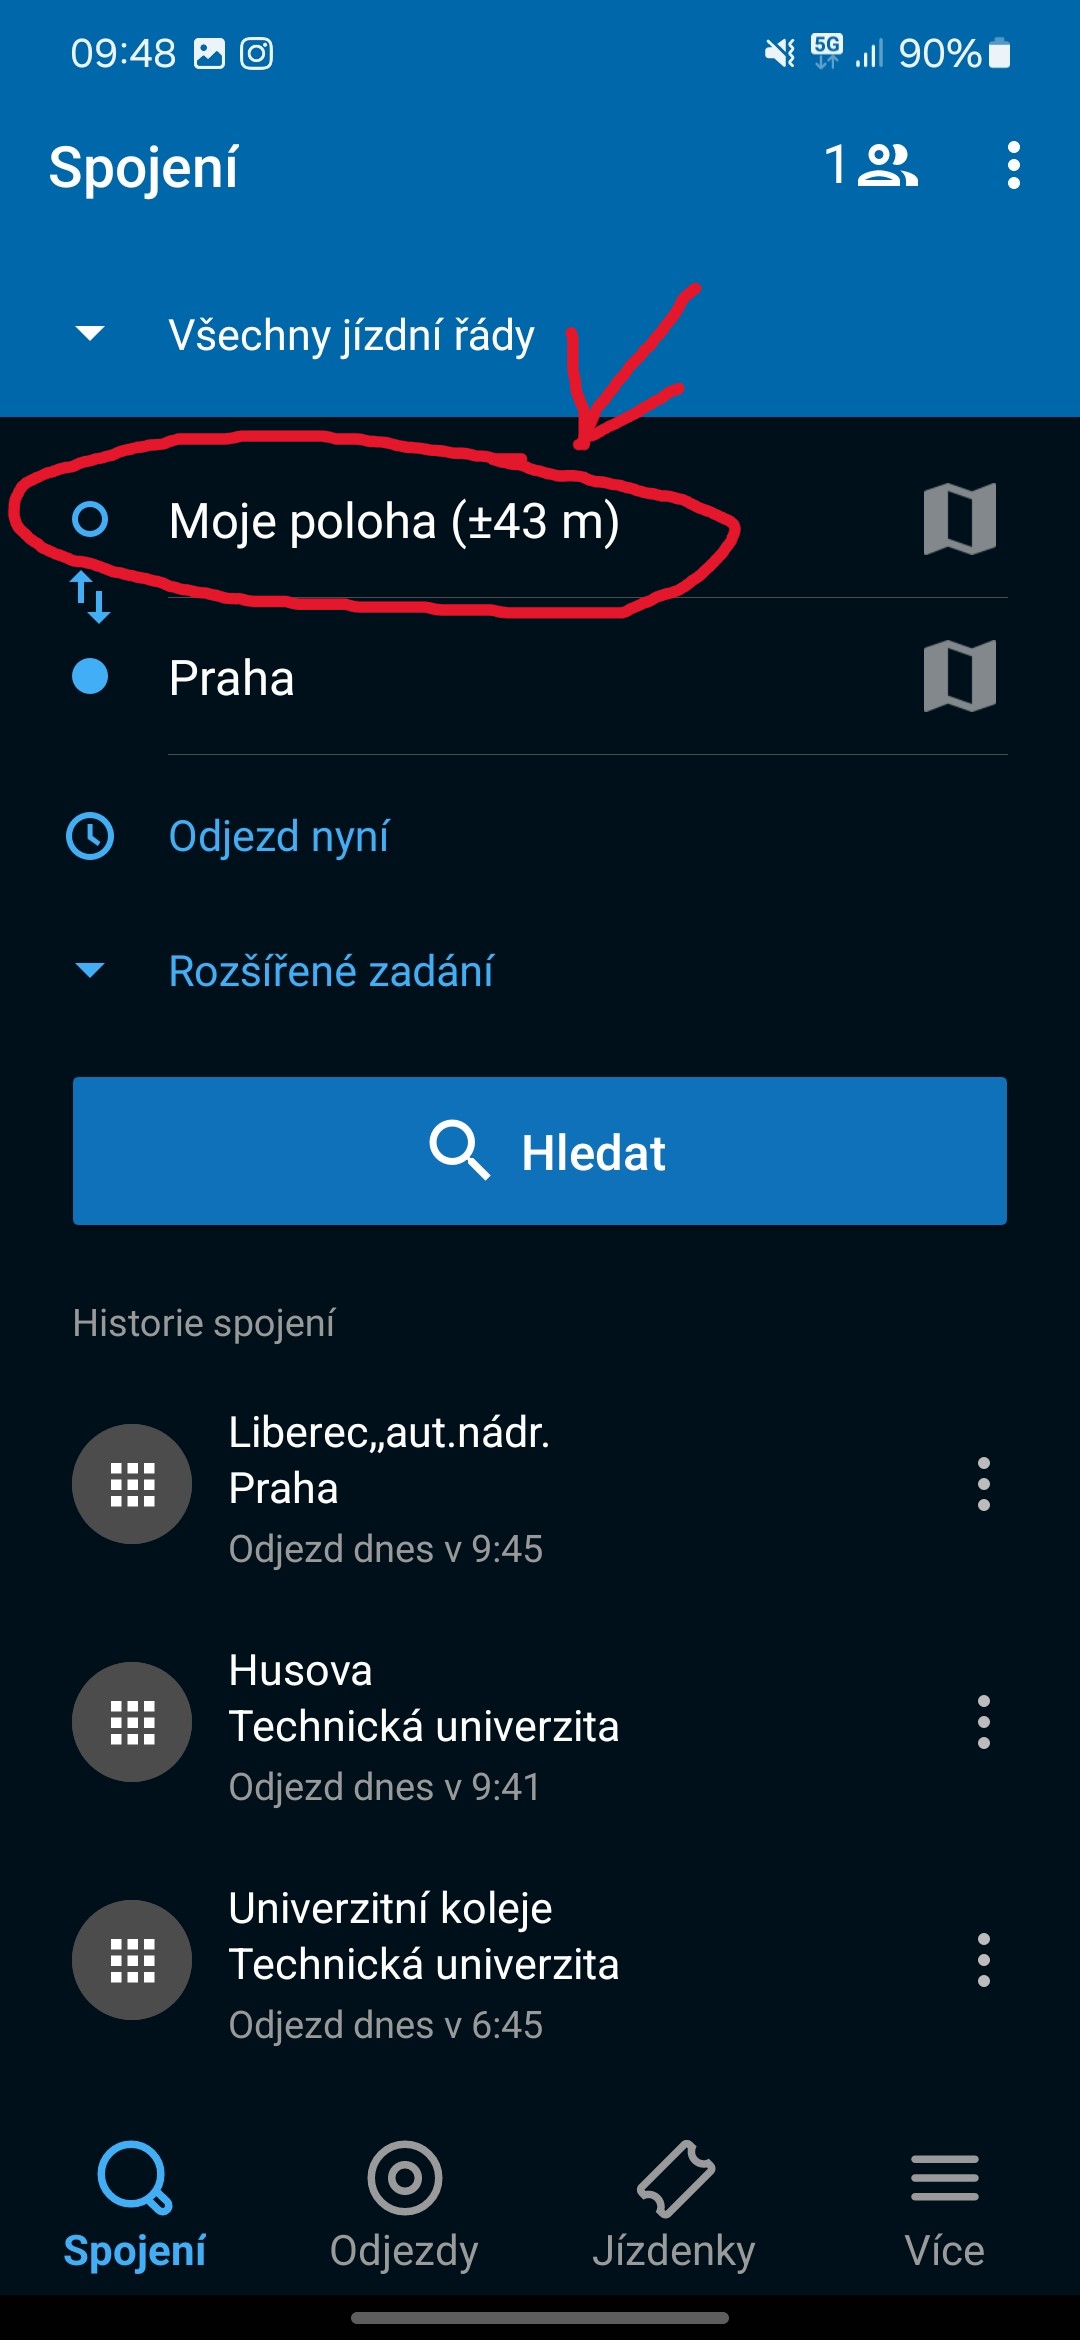 09:48 5G 90%
Spojení 1
Všechny jízdní řády
Moje poloha (±43 m)
Praha
Odjezd nyní
Rozšířené zadání
Hledat
Historie spojení
Liberec,,aut.nádr.
Praha
Odjezd dnes v 9:45
Husova
Technická univerzita
Odjezd dnes v 9:41
Univerzitní koleje
Technická univerzita
Odjezd dnes v 6:45
Spojení Odjezdy Jízdenky Více